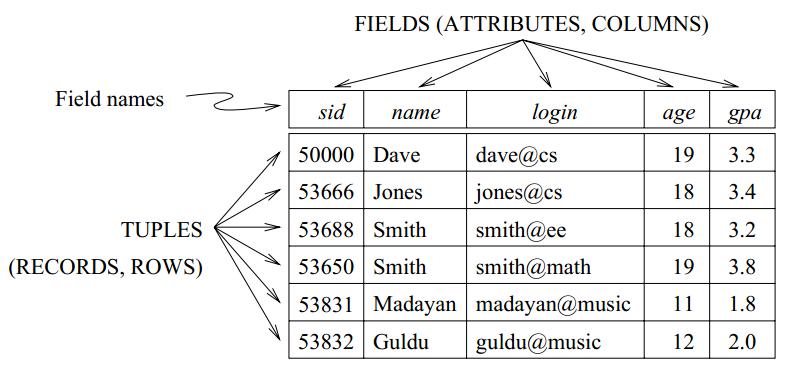 FIELDS (ATTRIBUTES, COLUMNS)
Field names
sid name login age gpa
50000 Dave dave@cs 19 3.3
53666 Jones jones@cs 18 3.4
53688 Smith smith@ee 18 3.2
53650 Smith smith@math 19 3.8
53831 Madayan madayan@music 11 1.8
53832 Guldu guldu@music 12 2.0
TUPLES
(RECORDS, ROWS)